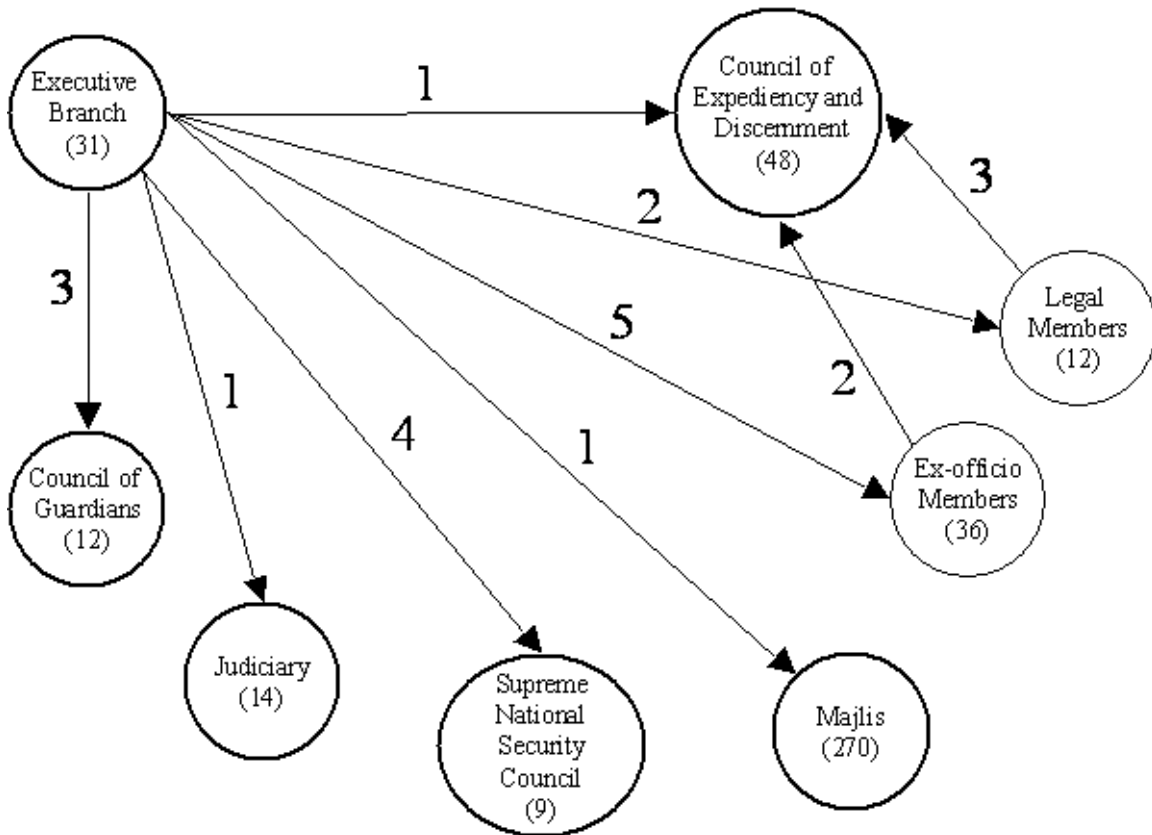 Executive
Branch
(31)
1
Council of
Expediency and
Discernment
(48)
3
2
3
Legal
Members
(12)
5
2
1
4
1
Council of
Guardians
(12)
Ex-officio
Members
(36)
Judiciary
(14)
Supreme
National
Security
Council
(9)
Majlis
(270)